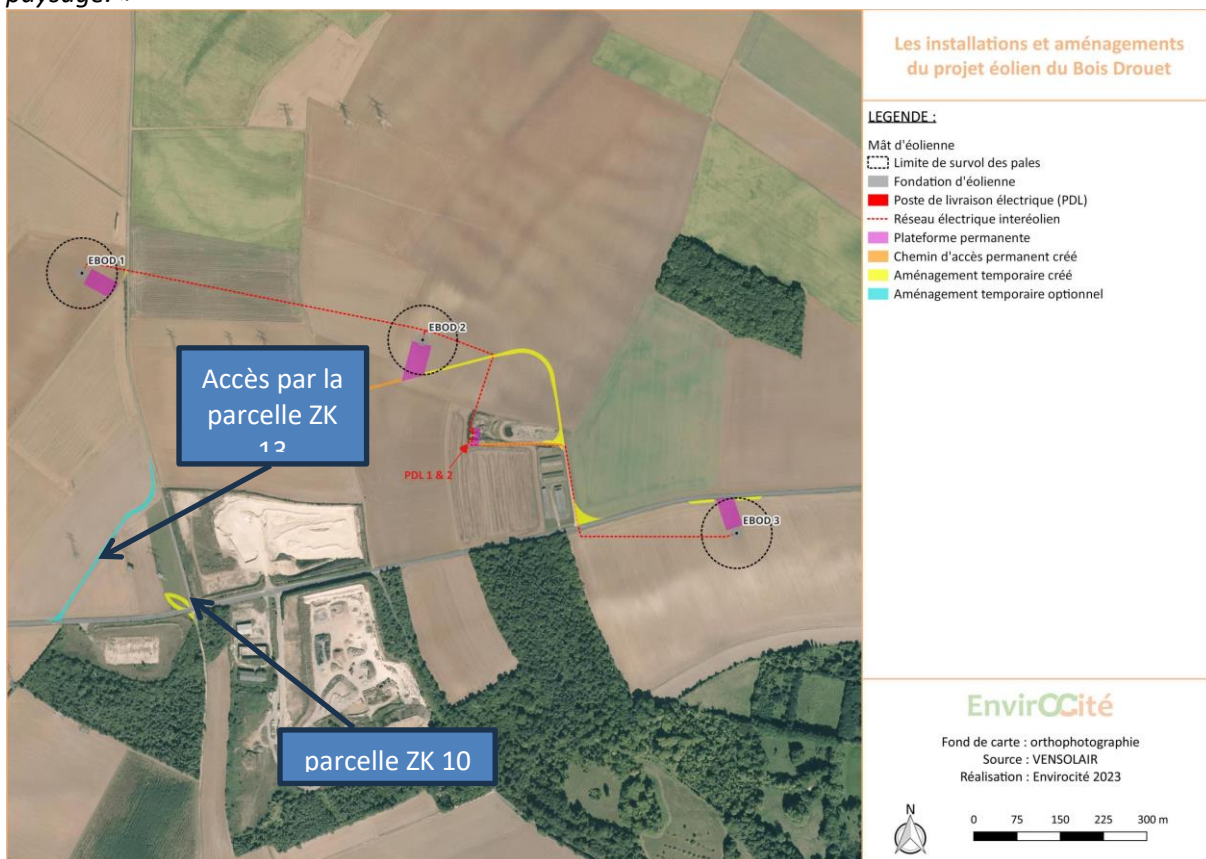 paysager »
Les installations et aménagements
du projet éolien du Bois Drouet
LEGENDE :
Mât d'éolienne
Limite de survol des pales
Fondation d'éolienne
Poste de livraison électrique (PDL)
Réseau électrique interéolien
Plateforme permanente
Chemin d'accès permanent créé
Aménagement temporaire créé
Aménagement temporaire optionnel
EBOD 1
EBOD 2
Accès par la
parcelle ZK
PDL 1 & 2
EBOD 3
parcelle ZK 10
EnvirOCité
Fond de carte : orthophotographie
Source : VENSOLAIR
Réalisation : Envirocité 2023
N
0 75 150 225 300 m